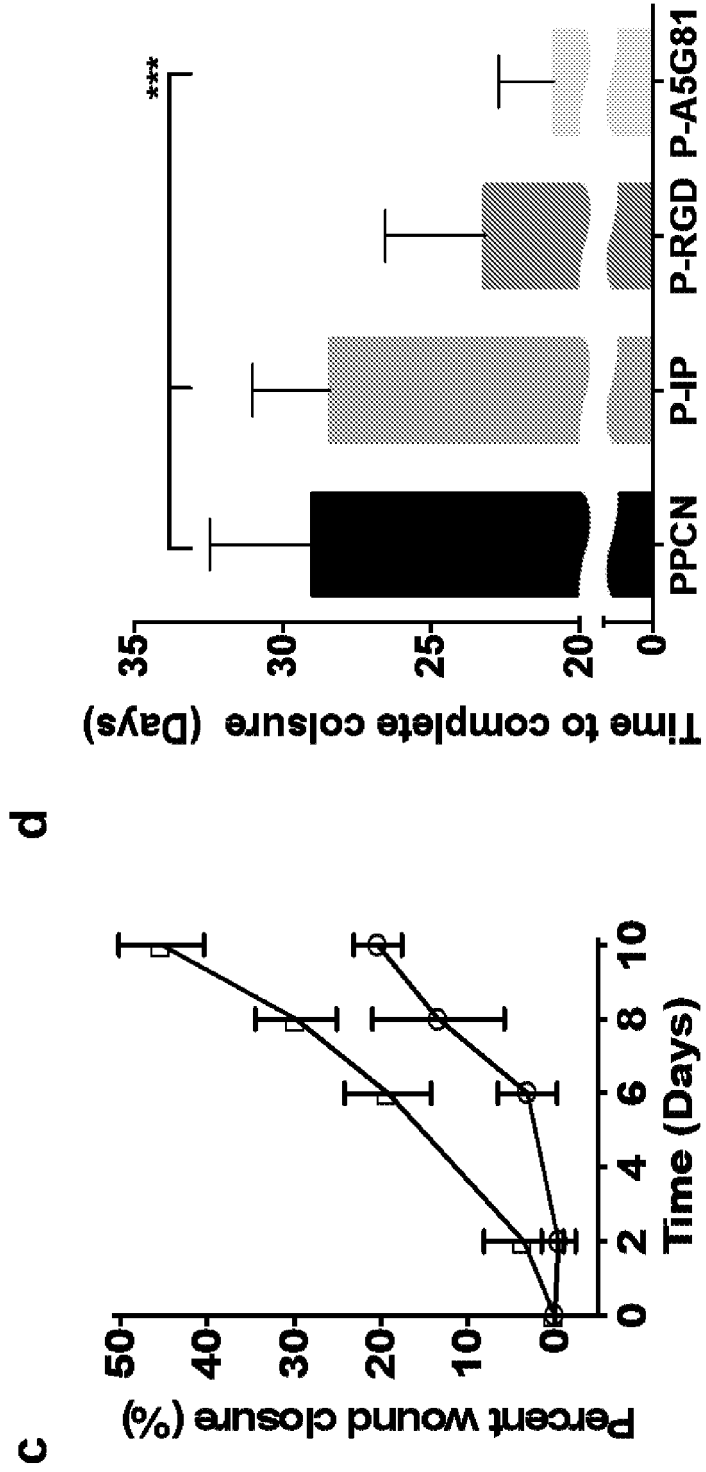 c
Percent wound closure (%)
50
40
30
20
10
0
0 2 4 6 8 10
Time (Days)
d
Time to complete colsure (Days)
35
30
25
20
0
***
PPCN P-IP P-RGD P-A5G81